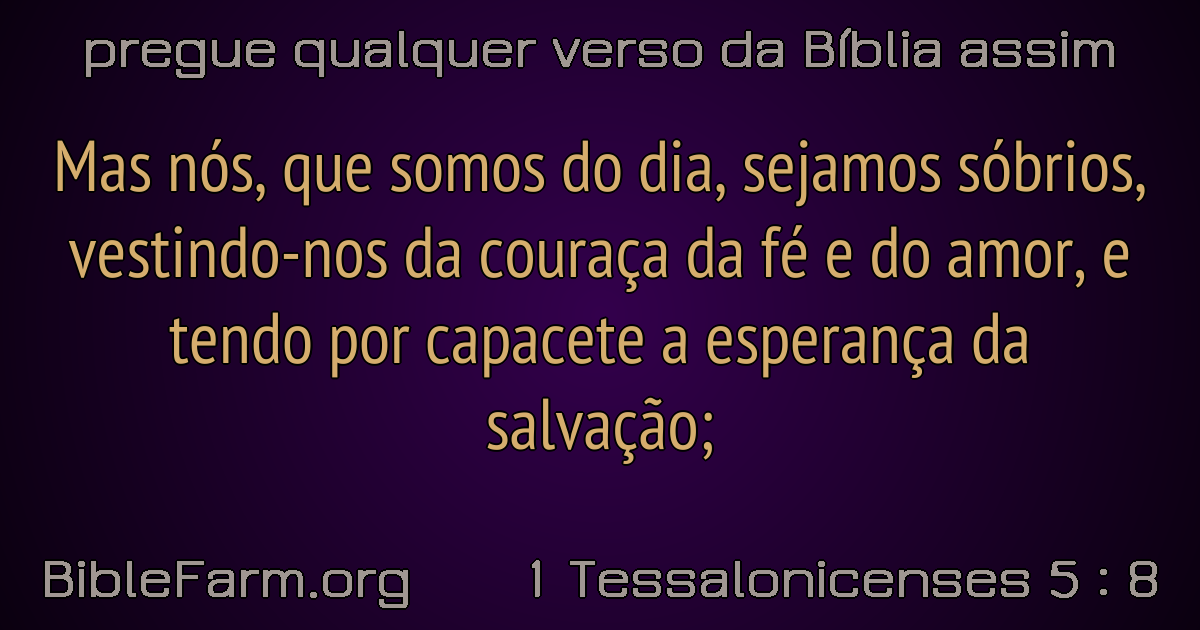 pregue qualquer verso da Bíblia assim
Mas nós, que somos do dia, sejamos sóbrios,
vestindo-nos da couraça da fé e do amor, e
tendo por capacete a esperança da
salvação;
BibleFarm.org 1 Tessalonicenses 5 : 8